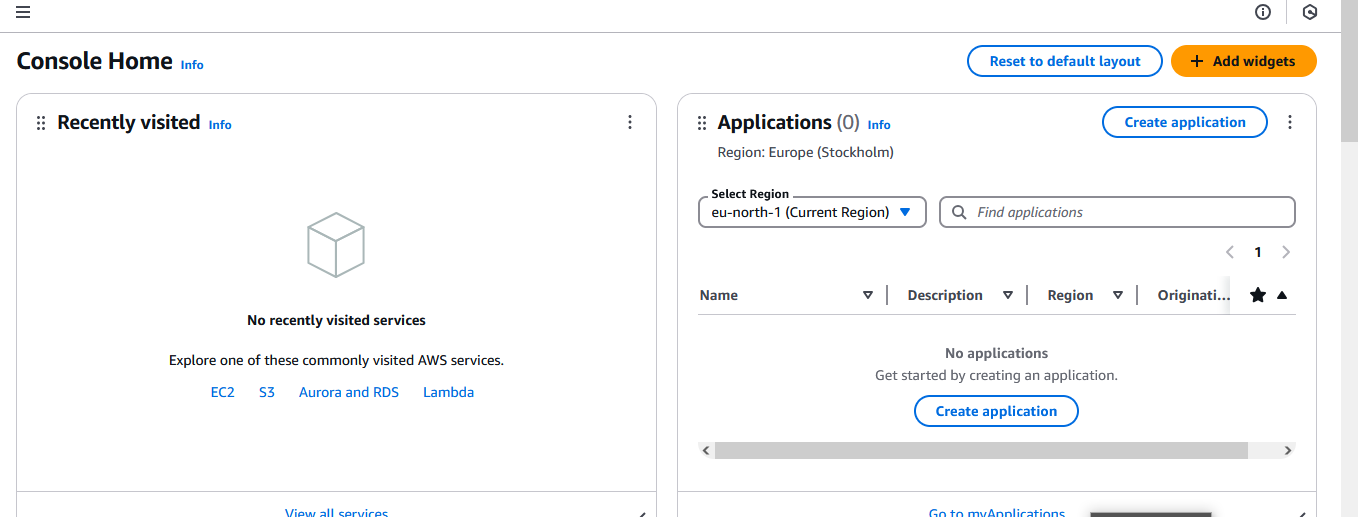 Console Home Info
Reset to default layout
Add widgets
Recently visited Info
No recently visited services
Explore one of these commonly visited AWS services.
EC2 S3 Aurora and RDS Lambda
View all services
Applications (0) Info
Create application
Region: Europe (Stockholm)
Select Region
eu-north-1 (Current Region)
Find applications
1
Name Description Region Originati...
No applications
Get started by creating an application.
Create application
Go to myApplications